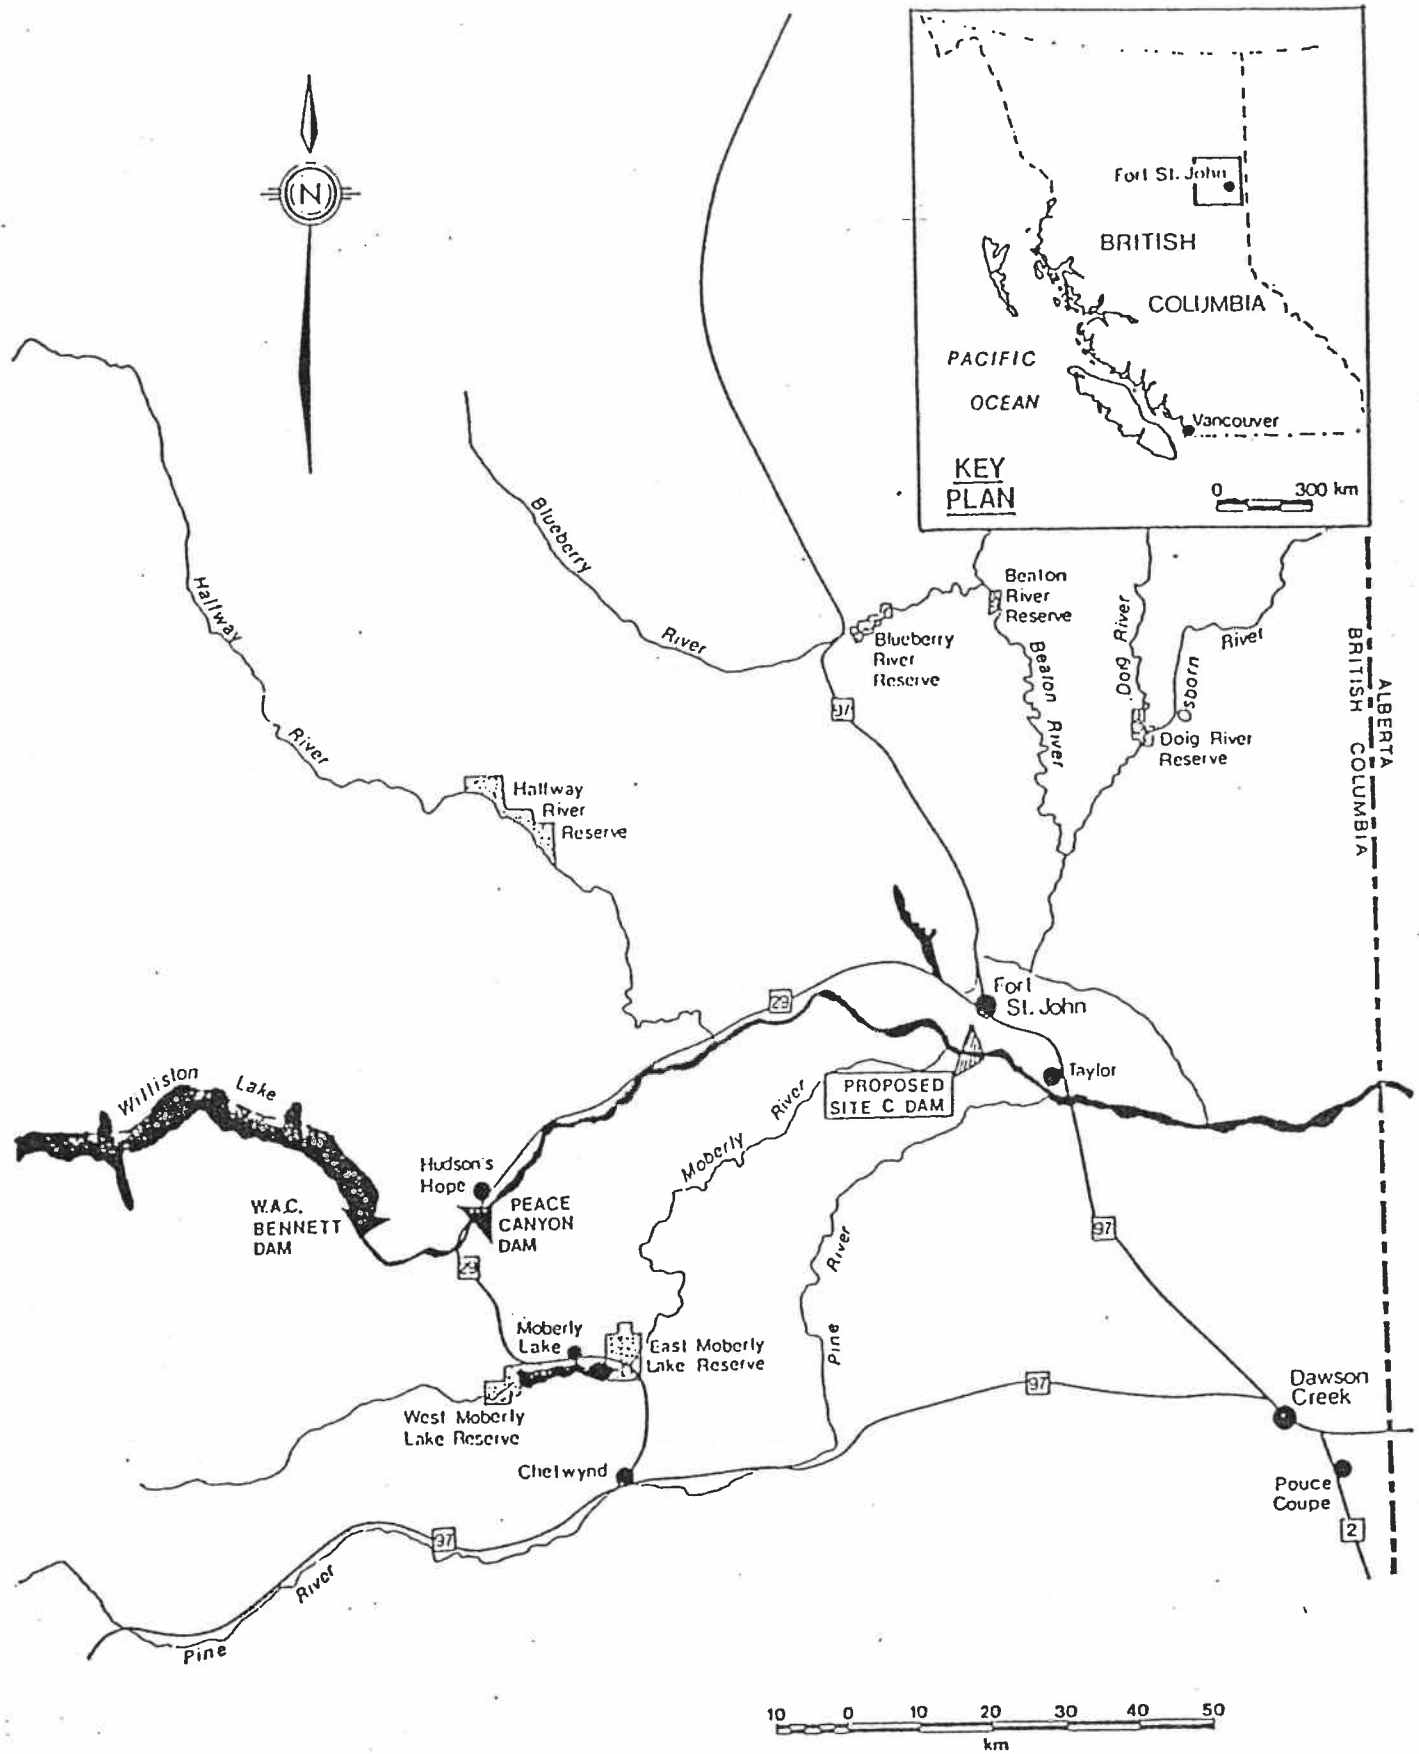 N
Fort St. John
BRITISH
COLUMBIA
PACIFIC
OCEAN
Vancouver
KEY
PLAN
0 300 km
Blueberry
River
Halfway
River
Beaton
River
Reserve
Blueberry
River
Reserve
Beaton River
Doig River
Osborn
River
Doig River
Reserve
ALBERTA
BRITISH COLUMBIA
97
Halfway
River
Reserve
29
Fort
St. John
Taylor
PROPOSED
SITE C DAM
Williston Lake
Moberly River
Hudson's
Hope
W.A.C.
BENNETT
DAM
PEACE
CANYON
DAM
29
97
Pine River
Moberly
Lake
East Moberly
Lake Reserve
West Moberly
Lake Reserve
97
Dawson
Creek
Chetwynd
Pouce
Coupe
97
2
Pine River
10 0 10 20 30 40 50
km